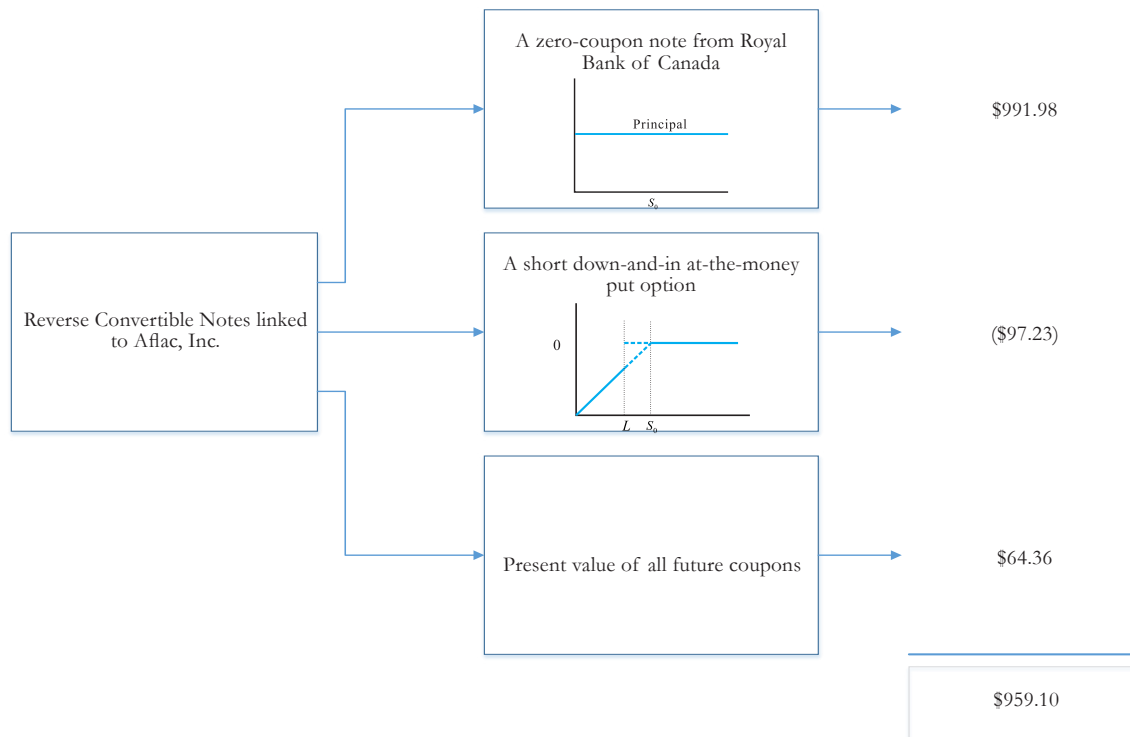 A zero-coupon note from Royal
Bank of Canada
Principal
S₀
$991.98
Reverse Convertible Notes linked
to Aflac, Inc.
A short down-and-in at-the-money
put option
0
L S₀
($97.23)
Present value of all future coupons
$64.36
$959.10